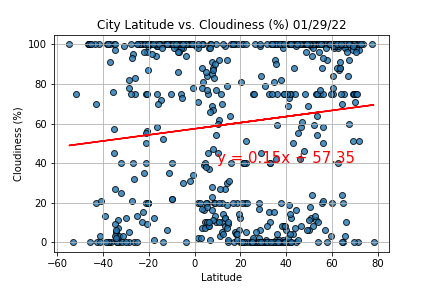 City Latitude vs. Cloudiness (%) 01/29/22
100
80
60
40
20
0
Cloudiness (%)
y = 0.15x + 57.35
−60 −40 −20 0 20 40 60 80
Latitude